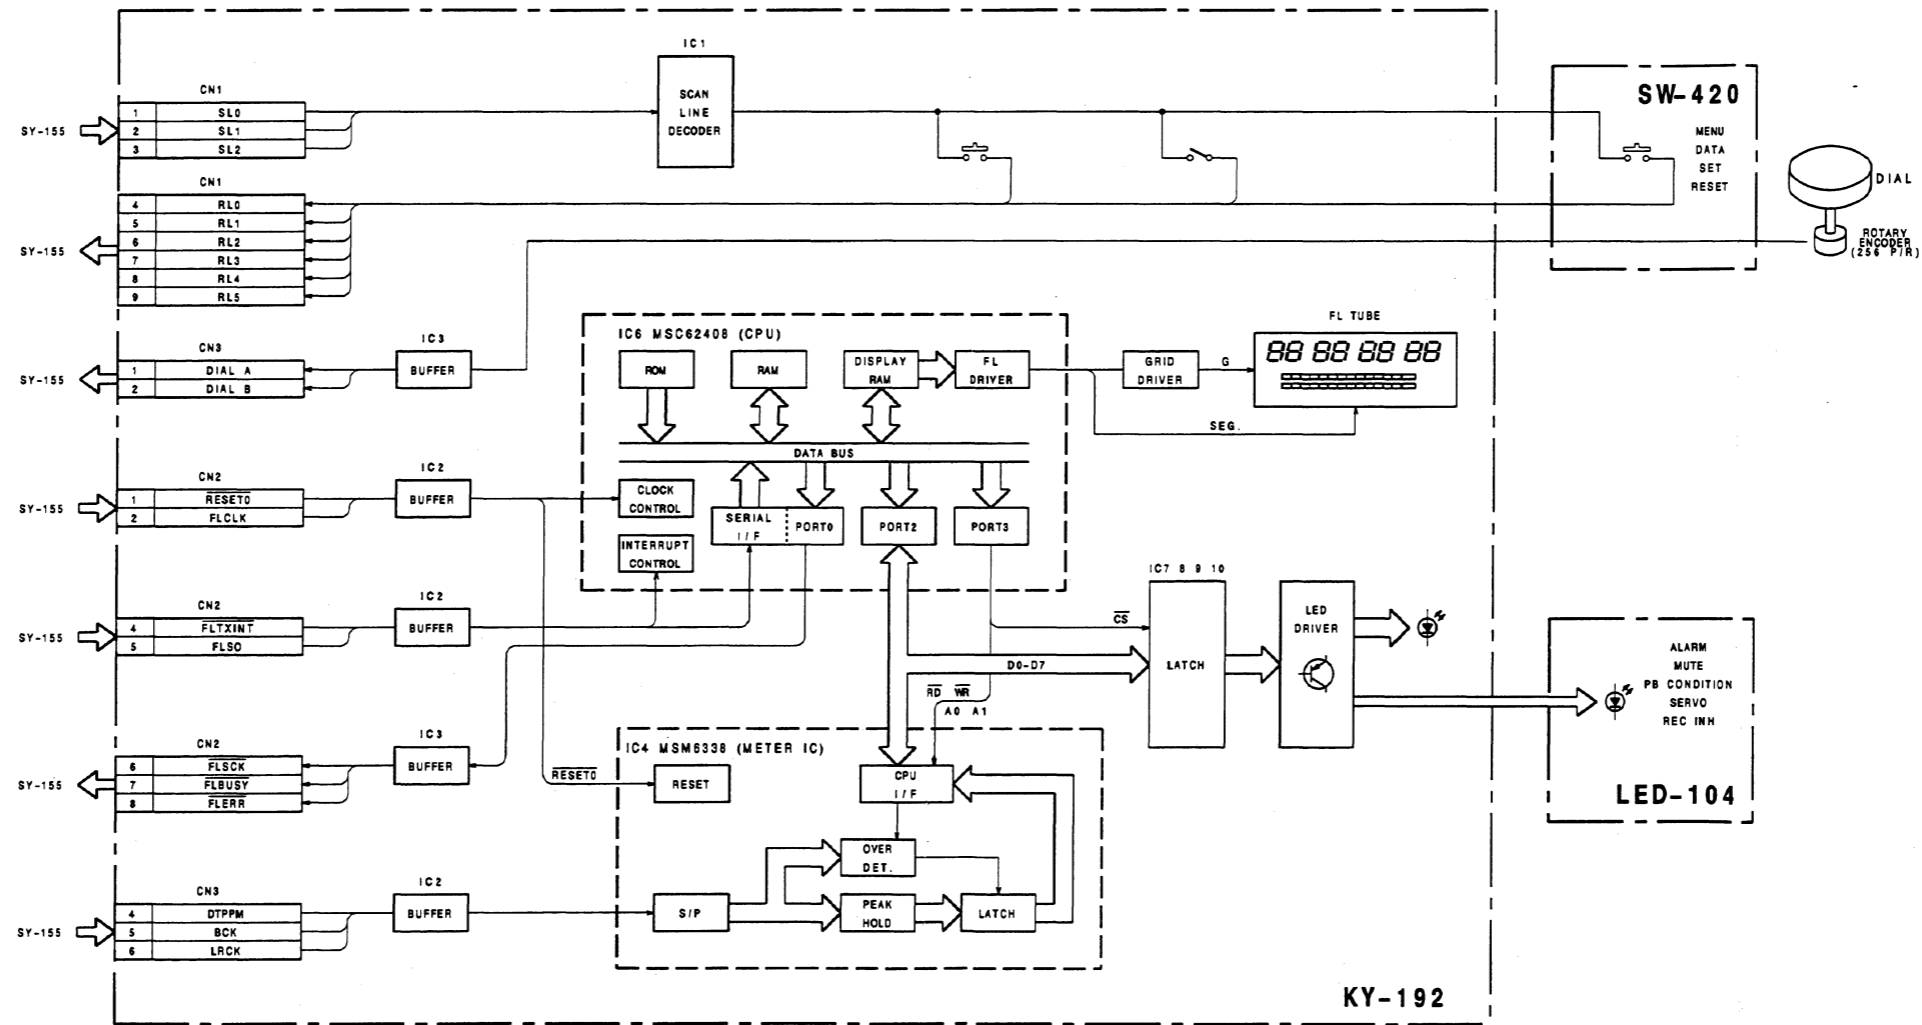 IC1
SCAN
LINE
DECODER
CN1
SY-155
1 SL0
2 SL1
3 SL2
CN1
SY-155
4 RL0
5 RL1
6 RL2
7 RL3
8 RL4
9 RL5
SW-420
MENU
DATA
SET
RESET
DIAL
ROTARY
ENCODER
(256 P/R)
CN3
SY-155
1 DIAL A
2 DIAL B
IC3
BUFFER
IC6 MSC62408 (CPU)
ROM
RAM
DISPLAY
RAM
FL
DRIVER
GRID
DRIVER
G
SEG.
FL TUBE
88 88 88 88
DATA BUS
CN2
SY-155
1 RESET0
2 FLCLK
IC2
BUFFER
CLOCK
CONTROL
SERIAL
I/F
PORT0
PORT2
PORT3
INTERRUPT
CONTROL
CN2
SY-155
4 FLTXINT
5 FLSO
IC2
BUFFER
CS
D0-D7
RD WR
A0 A1
IC7 8 9 10
LATCH
LED
DRIVER
ALARM
MUTE
PB CONDITION
SERVO
REC INH
LED-104
CN2
SY-155
6 FLSCK
7 FLBUSY
8 FLERR
IC3
BUFFER
RESET0
IC4 MSM6338 (METER IC)
RESET
CPU
I/F
OVER
DET.
S/P
PEAK
HOLD
LATCH
CN3
SY-155
4 DTPPM
5 BCK
6 LRCK
IC2
BUFFER
KY-192